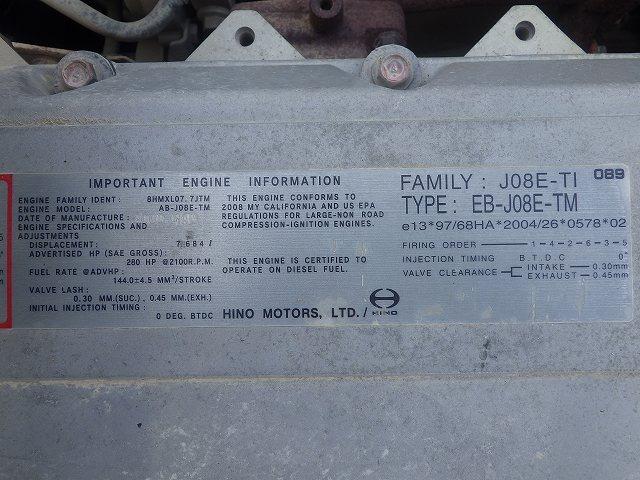 IMPORTANT ENGINE INFORMATION
ENGINE FAMILY IDENT: 8HMXL07.7JTM
ENGINE MODEL: AB-J08E-TM
DATE OF MANUFACTURE:
ENGINE SPECIFICATIONS AND
ADJUSTMENTS
DISPLACEMENT: 7.684ℓ
ADVERTISED HP (SAE GROSS):
280 HP @2100R.P.M.
FUEL RATE @ADVHP:
144.0±4.5 MM³/STROKE
VALVE LASH:
0.30 MM.(SUC.), 0.45 MM.(EXH.)
INITIAL INJECTION TIMING:
0 DEG. BTDC
THIS ENGINE CONFORMS TO
2008 MY CALIFORNIA AND US EPA
REGULATIONS FOR LARGE-NON ROAD
COMPRESSION-IGNITION ENGINES.
THIS ENGINE IS CERTIFIED TO
OPERATE ON DIESEL FUEL.
HINO MOTORS, LTD./
HINO
FAMILY : J08E-TI 089
TYPE : EB-J08E-TM
e13*97/68HA*2004/26*0578*02
FIRING ORDER 1-4-2-6-3-5
INJECTION TIMING B.T.D.C 0°
VALVE CLEARANCE INTAKE 0.30mm
EXHAUST 0.45mm